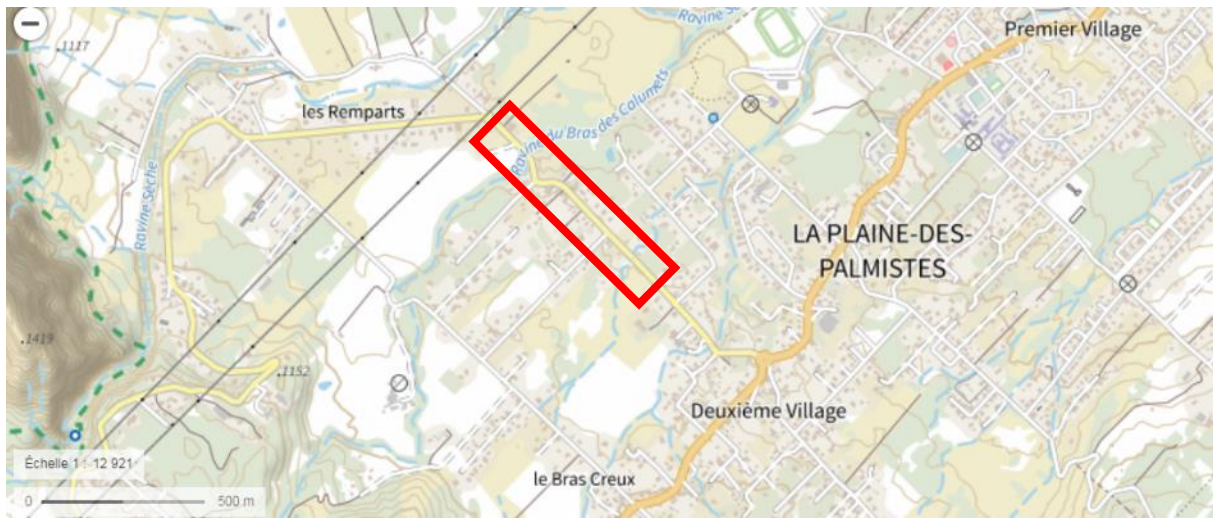 Premier Village
.1117
Ravine Sèche
les Remparts
Ravine du Bras des Calumets
Ravine Sèche
LA PLAINE-DES-
PALMISTES
.1419
.1152
Deuxième Village
Échelle 1 : 12 921
le Bras Creux
0 500 m